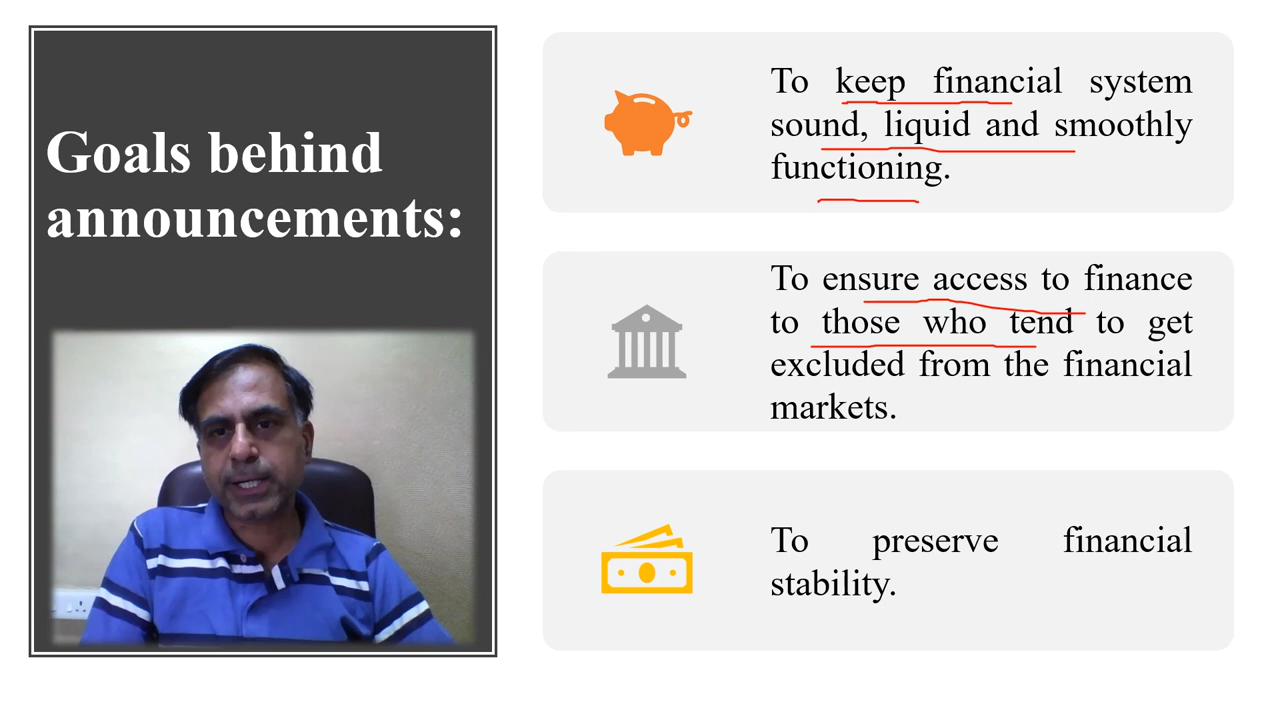 Goals behind
announcements:
To keep financial system
sound, liquid and smoothly
functioning.
To ensure access to finance
to those who tend to get
excluded from the financial
markets.
To preserve financial
stability.